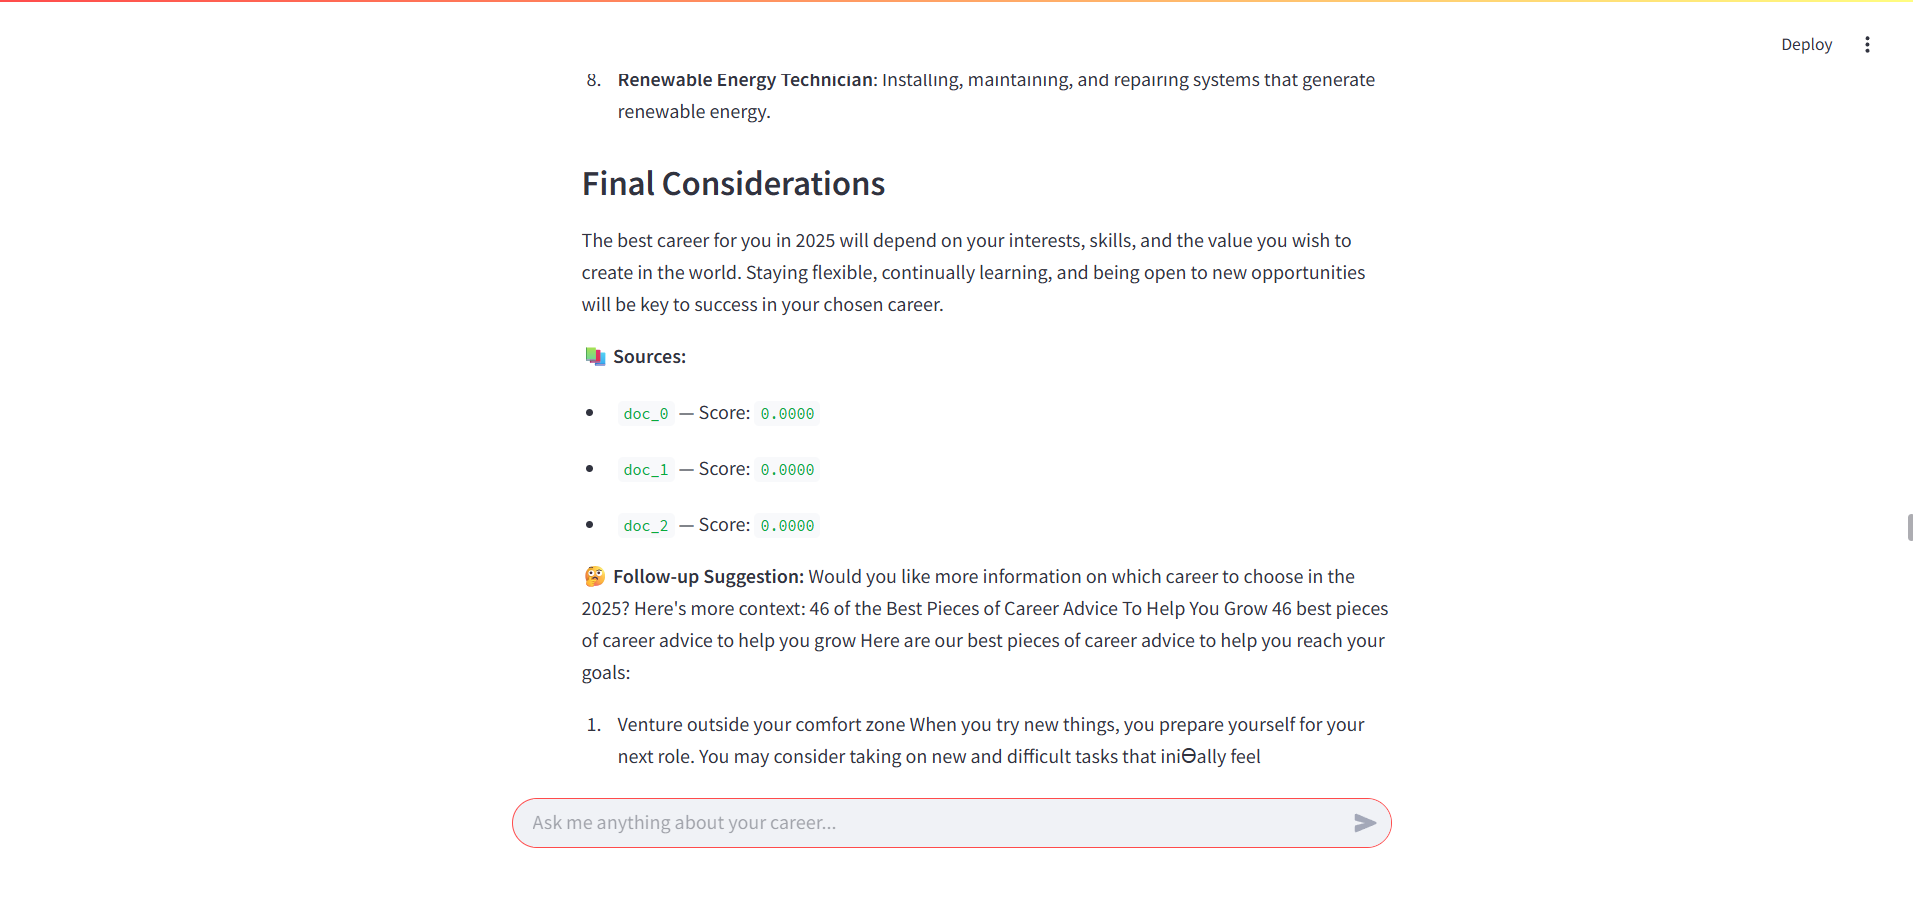 Deploy
8. Renewable Energy Technician: Installing, maintaining, and repairing systems that generate
renewable energy.
Final Considerations
The best career for you in 2025 will depend on your interests, skills, and the value you wish to
create in the world. Staying flexible, continually learning, and being open to new opportunities
will be key to success in your chosen career.
📚 Sources:
• doc_0 — Score: 0.0000
• doc_1 — Score: 0.0000
• doc_2 — Score: 0.0000
🤔 Follow-up Suggestion: Would you like more information on which career to choose in the
2025? Here's more context: 46 of the Best Pieces of Career Advice To Help You Grow 46 best pieces
of career advice to help you grow Here are our best pieces of career advice to help you reach your
goals:
1. Venture outside your comfort zone When you try new things, you prepare yourself for your
next role. You may consider taking on new and difficult tasks that iniƟally feel
Ask me anything about your career...